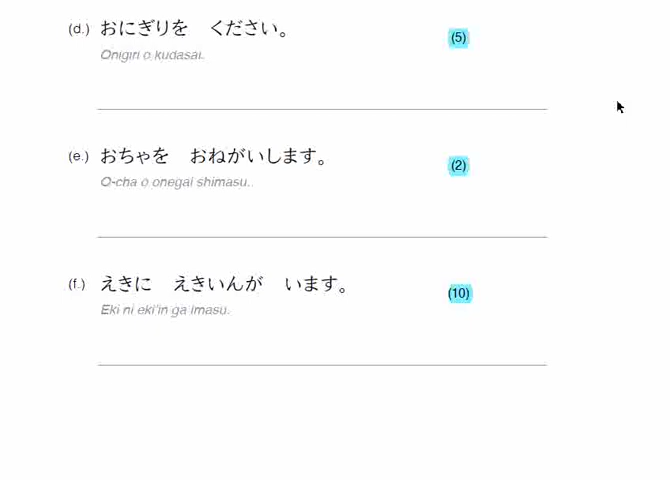 (d.) おにぎりを　ください。 (5)
Onigiri o kudasai.
(e.) おちゃを　おねがいします。 (2)
O-cha o onegai shimasu.
(f.) えきに　えきいんが　います。 (10)
Eki ni eki'in ga imasu.